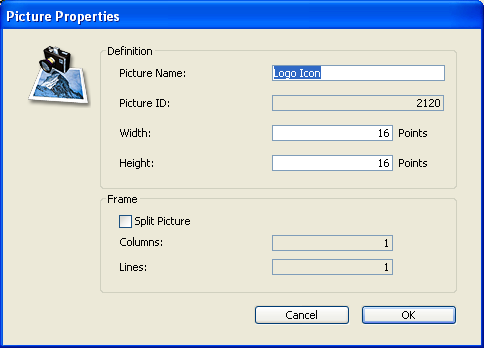 Picture Properties
Definition
Picture Name: Logo Icon
Picture ID: 2120
Width: 16 Points
Height: 16 Points
Frame
Split Picture
Columns: 1
Lines: 1
Cancel OK